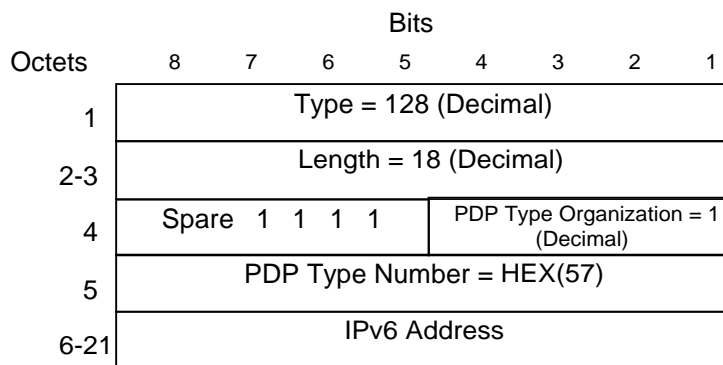 Bits
Octets 8 7 6 5 4 3 2 1
1 Type = 128 (Decimal)
2-3 Length = 18 (Decimal)
4 Spare 1 1 1 1 PDP Type Organization = 1
(Decimal)
5 PDP Type Number = HEX(57)
6-21 IPv6 Address